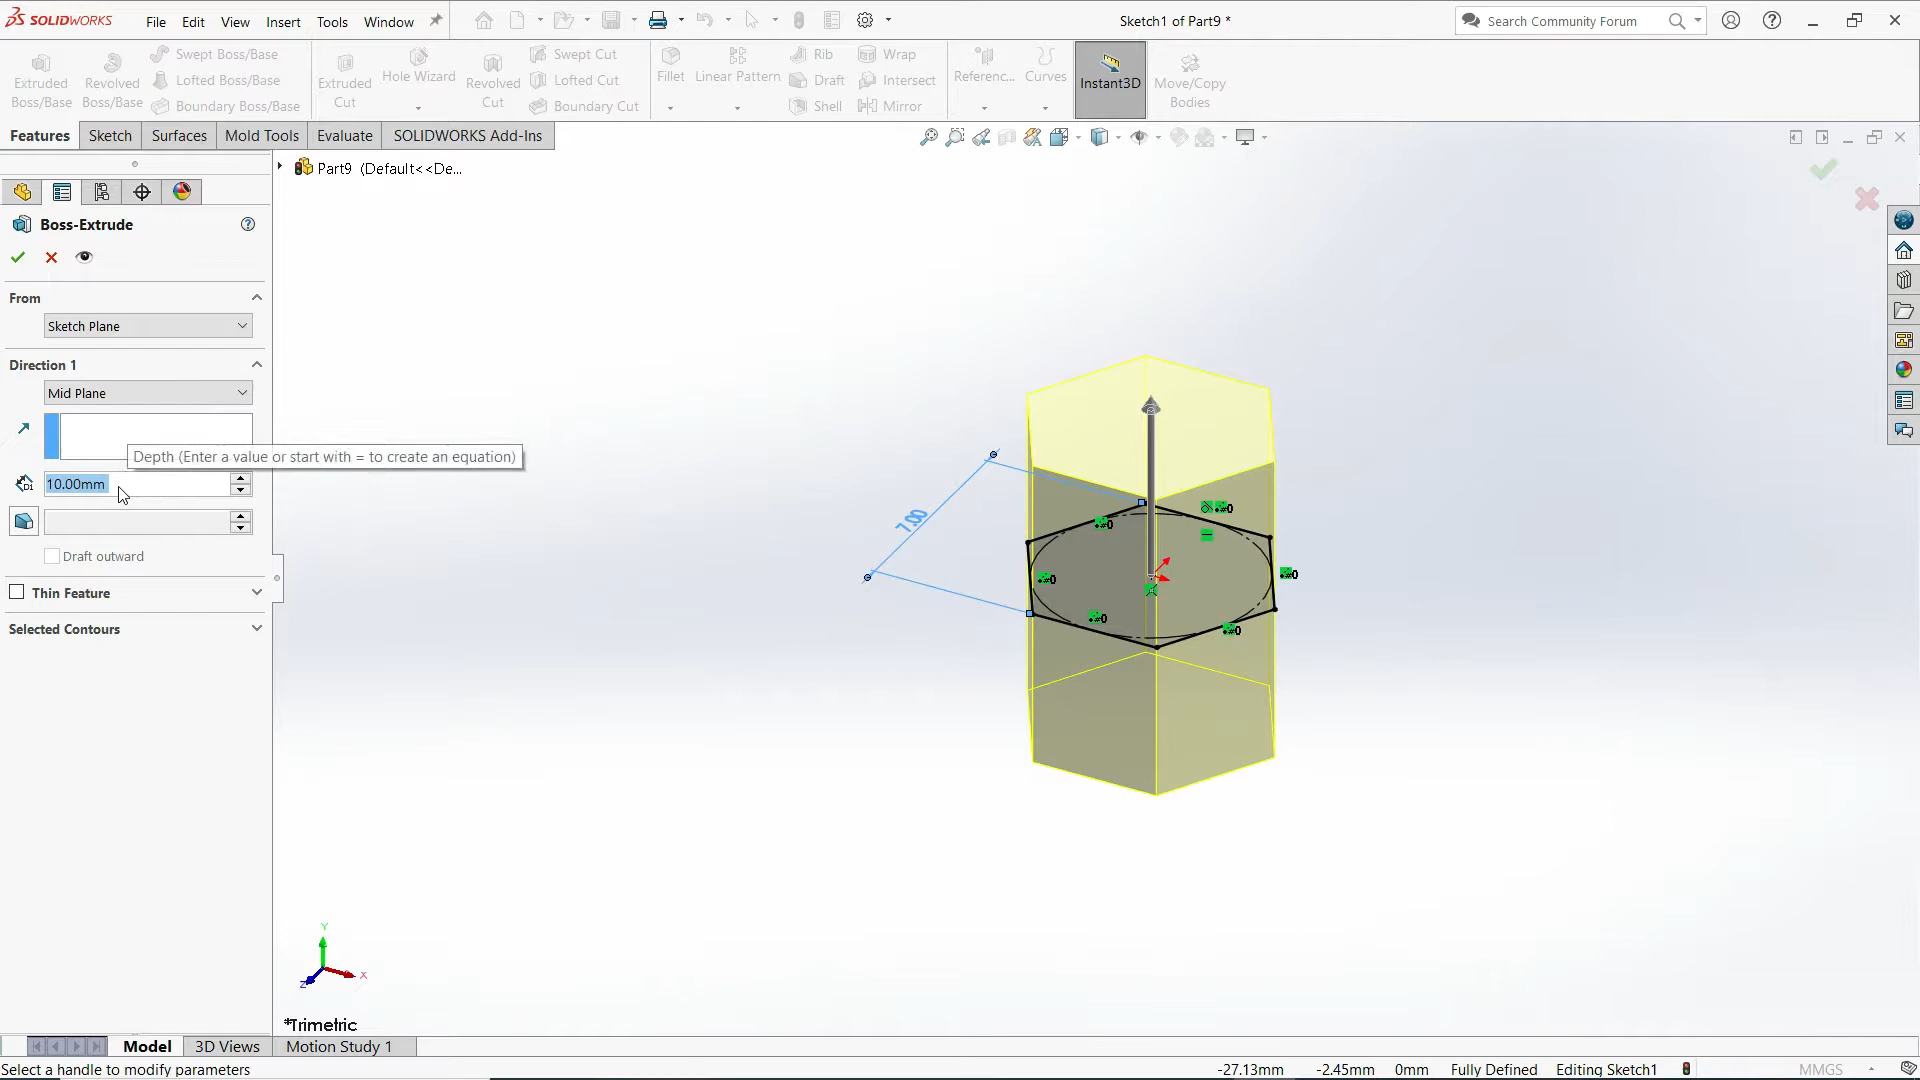 SOLIDWORKS File Edit View Insert Tools Window Sketch1 of Part9 * Search Community Forum
Extruded Boss/Base
Revolved Boss/Base
Swept Boss/Base
Lofted Boss/Base
Boundary Boss/Base
Extruded Cut
Hole Wizard
Revolved Cut
Swept Cut
Lofted Cut
Boundary Cut
Fillet
Linear Pattern
Rib
Draft
Shell
Wrap
Intersect
Mirror
Referenc...
Curves
Instant3D
Move/Copy Bodies
Features Sketch Surfaces Mold Tools Evaluate SOLIDWORKS Add-Ins
Part9 (Default<<De...
Boss-Extrude
From
Sketch Plane
Direction 1
Mid Plane
Depth (Enter a value or start with = to create an equation)
D1 10.00mm
Draft outward
Thin Feature
Selected Contours
7.00
Y
X
Z
*Trimetric
Model 3D Views Motion Study 1
Select a handle to modify parameters -27.13mm -2.45mm 0mm Fully Defined Editing Sketch1 MMGS